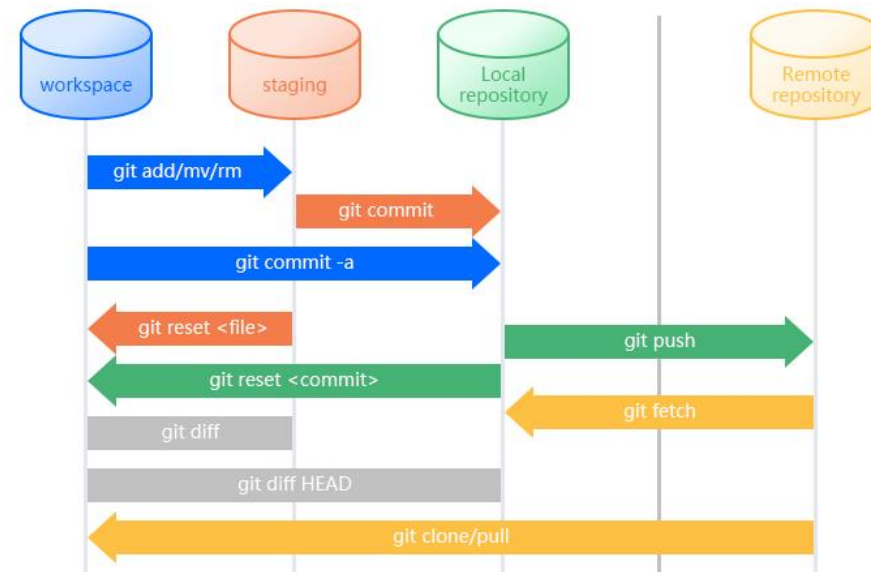 workspace
staging
Local
repository
Remote
repository
git add/mv/rm
git commit
git commit -a
git reset <file>
git push
git reset <commit>
git fetch
git diff
git diff HEAD
git clone/pull